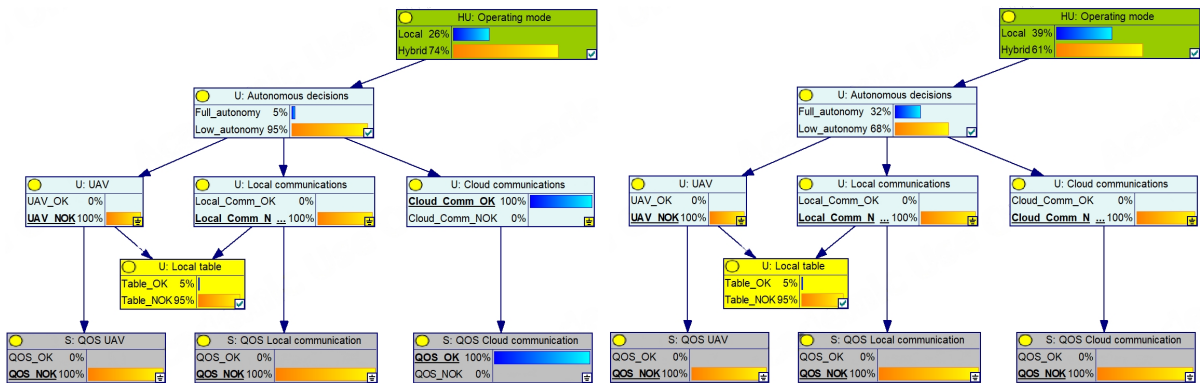 HU: Operating mode
Local 26%
Hybrid 74%
U: Autonomous decisions
Full_autonomy 5%
Low_autonomy 95%
U: UAV
UAV_OK 0%
UAV_NOK 100%
U: Local communications
Local_Comm_OK 0%
Local_Comm_N ... 100%
U: Cloud communications
Cloud_Comm_OK 100%
Cloud_Comm_NOK 0%
U: Local table
Table_OK 5%
Table_NOK 95%
S: QOS UAV
QOS_OK 0%
QOS_NOK 100%
S: QOS Local communication
QOS_OK 0%
QOS_NOK 100%
S: QOS Cloud communication
QOS_OK 100%
QOS_NOK 0%
HU: Operating mode
Local 39%
Hybrid 61%
U: Autonomous decisions
Full_autonomy 32%
Low_autonomy 68%
U: UAV
UAV_OK 0%
UAV_NOK 100%
U: Local communications
Local_Comm_OK 0%
Local_Comm_N ... 100%
U: Cloud communications
Cloud_Comm_OK 0%
Cloud_Comm_N ... 100%
U: Local table
Table_OK 5%
Table_NOK 95%
S: QOS UAV
QOS_OK 0%
QOS_NOK 100%
S: QOS Local communication
QOS_OK 0%
QOS_NOK 100%
S: QOS Cloud communication
QOS_OK 0%
QOS_NOK 100%